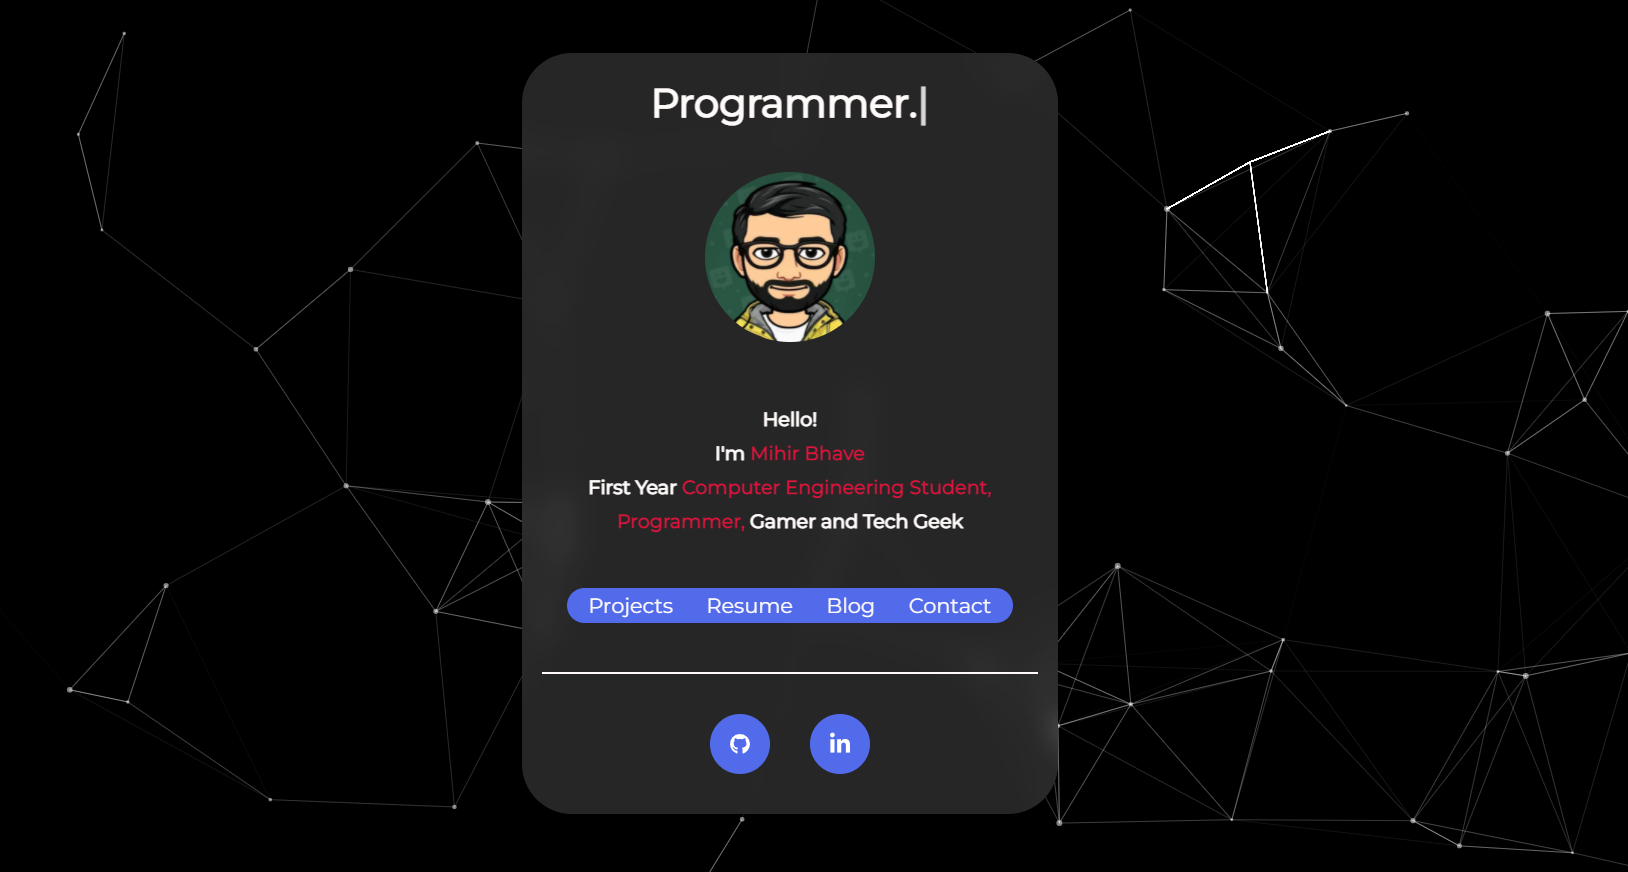 Programmer.|
Hello!
I'm Mihir Bhave
First Year Computer Engineering Student,
Programmer, Gamer and Tech Geek
Projects Resume Blog Contact
in